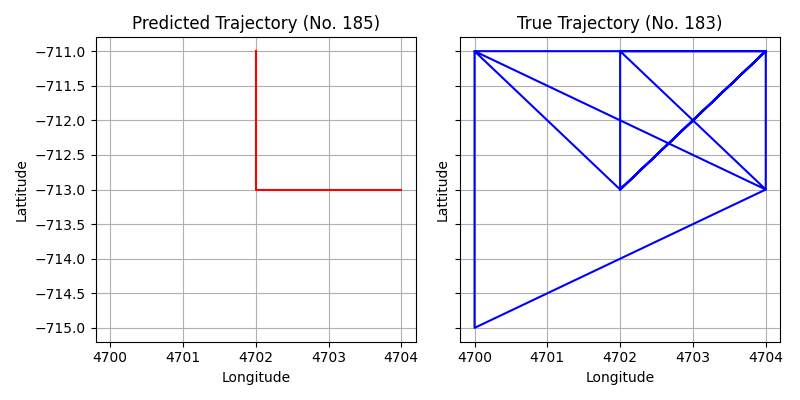 Predicted Trajectory (No. 185)
True Trajectory (No. 183)
−711.0
−711.5
−712.0
−712.5
−713.0
−713.5
−714.0
−714.5
−715.0
Lattitude
Lattitude
4700 4701 4702 4703 4704
4700 4701 4702 4703 4704
Longitude
Longitude